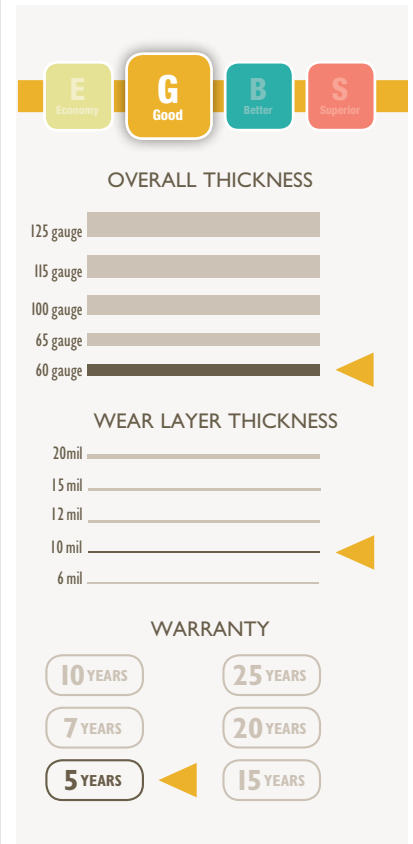 E G B S
Economy Good Better Superior
OVERALL THICKNESS
125 gauge
115 gauge
100 gauge
65 gauge
60 gauge
WEAR LAYER THICKNESS
20mil
15 mil
12 mil
10 mil
6 mil
WARRANTY
10 YEARS 25 YEARS
7 YEARS 20 YEARS
5 YEARS 15 YEARS